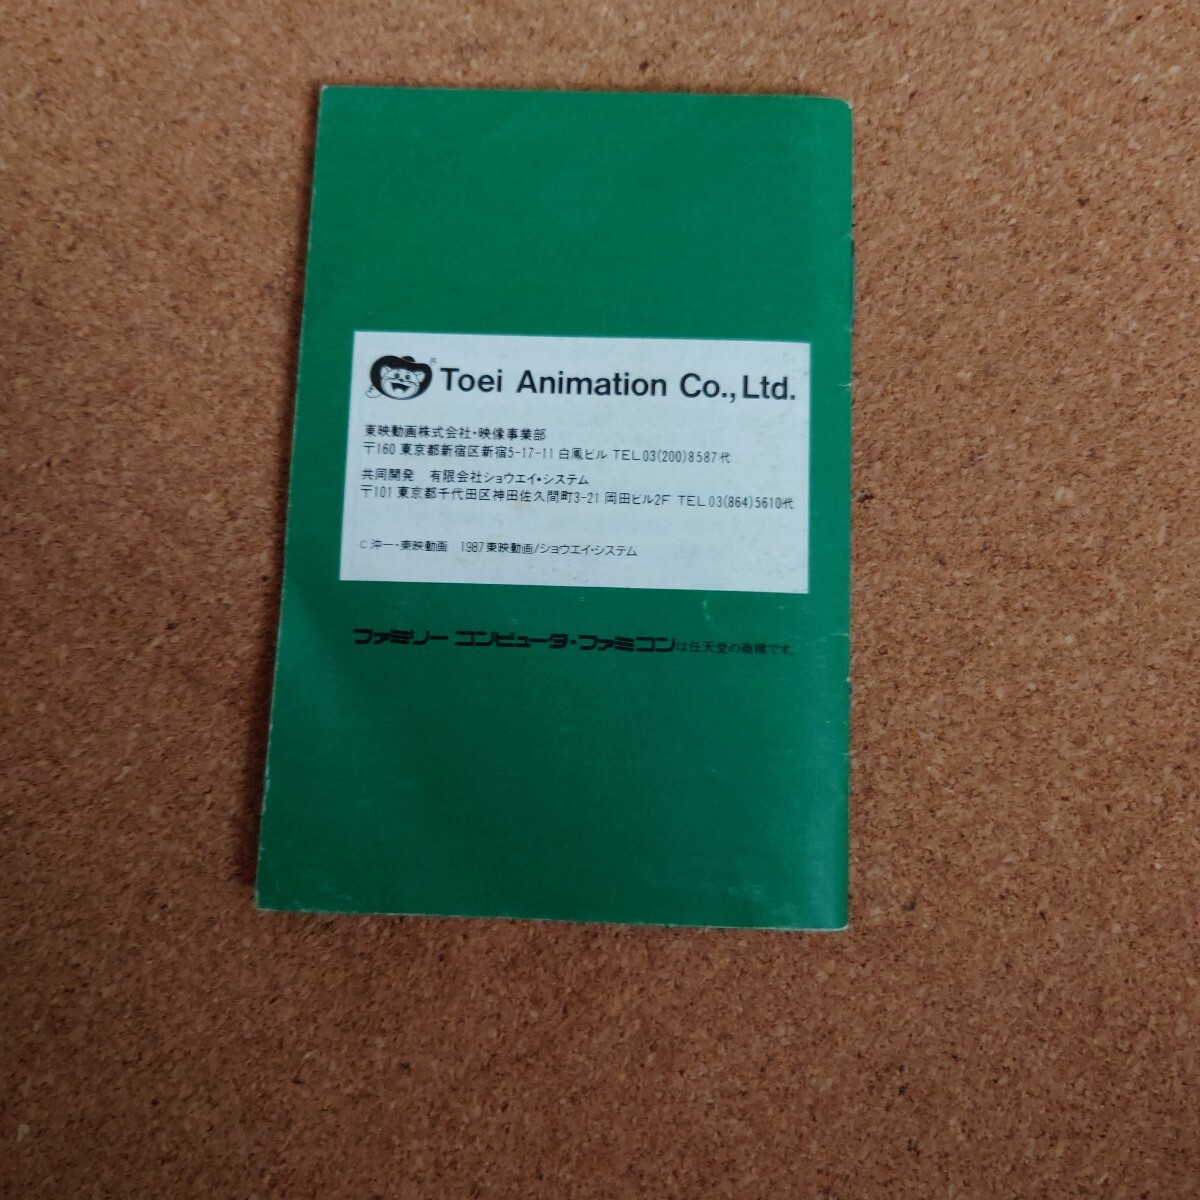 ® Toei Animation Co., Ltd.
東映動画株式会社・映像事業部
〒160 東京都新宿区新宿5-17-11 白鳳ビル TEL03(200)8587代
共同開発 有限会社ショウエイ・システム
〒101 東京都千代田区神田佐久間町3-21 岡田ビル2F TEL03(864)5610代
C 沖一・東映動画 1987東映動画/ショウエイ・システム
ファミリーコンピュータ・ファミコンは任天堂の商標です。